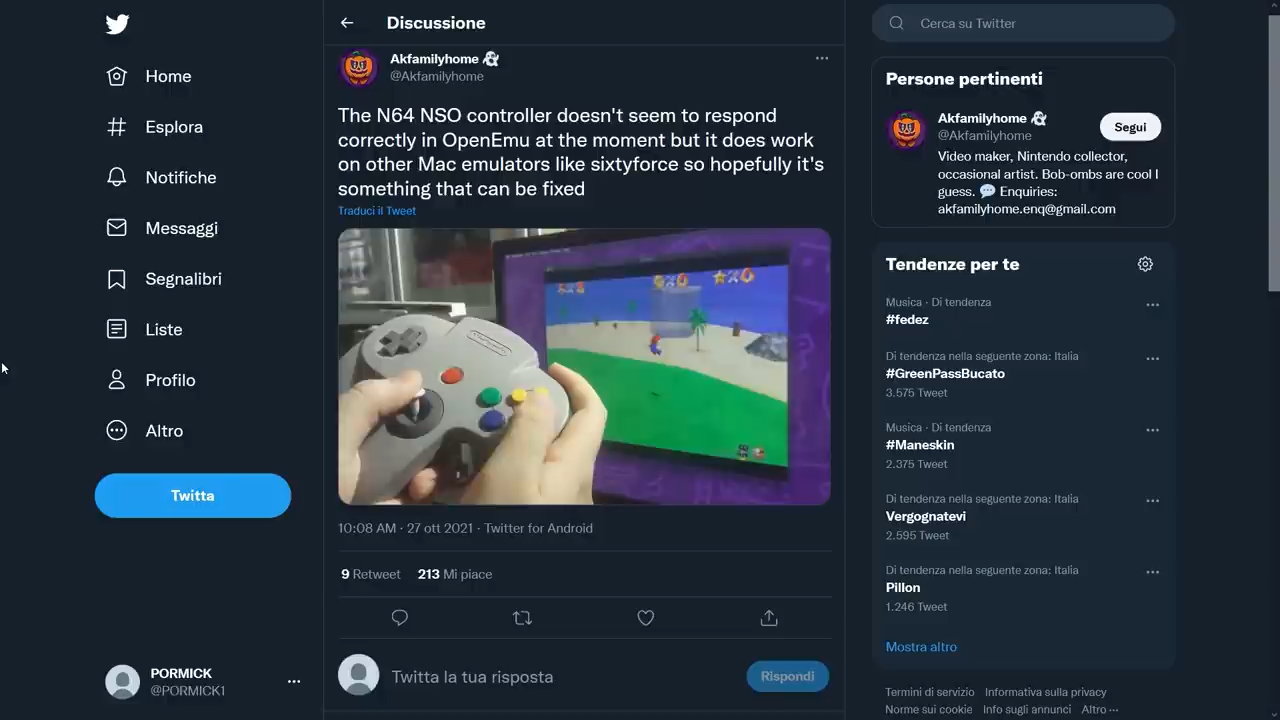 Home
Esplora
Notifiche
Messaggi
Segnalibri
Liste
Profilo
Altro
Twitta
PORMICK
@PORMICK1
Discussione
Akfamilyhome
@Akfamilyhome
The N64 NSO controller doesn't seem to respond
correctly in OpenEmu at the moment but it does work
on other Mac emulators like sixtyforce so hopefully it's
something that can be fixed
Traduci il Tweet
Nintendo
10:08 AM · 27 ott 2021 · Twitter for Android
9 Retweet 213 Mi piace
Twitta la tua risposta
Rispondi
Cerca su Twitter
Persone pertinenti
Akfamilyhome
@Akfamilyhome
Segui
Video maker, Nintendo collector,
occasional artist. Bob-ombs are cool I
guess. Enquiries:
akfamilyhome.enq@gmail.com
Tendenze per te
Musica · Di tendenza
#fedez
Di tendenza nella seguente zona: Italia
#GreenPassBucato
3.575 Tweet
Musica · Di tendenza
#Maneskin
2.375 Tweet
Di tendenza nella seguente zona: Italia
Vergognatevi
2.595 Tweet
Di tendenza nella seguente zona: Italia
Pillon
1.246 Tweet
Mostra altro
Termini di servizio Informativa sulla privacy
Norme sui cookie Info sugli annunci Altro ···